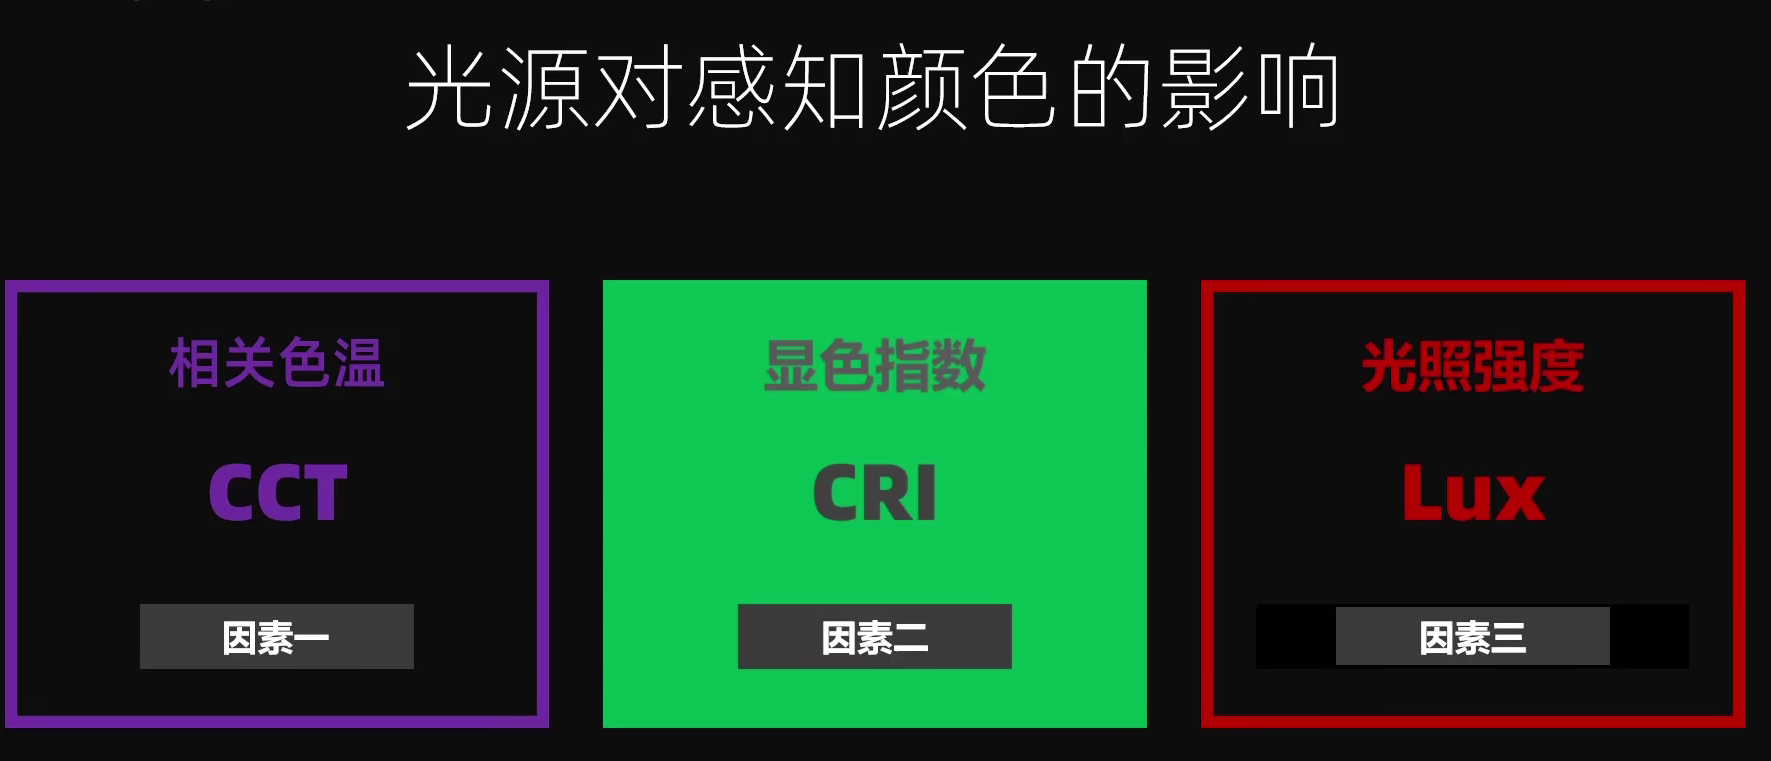 光源对感知颜色的影响
相关色温
CCT
因素一
显色指数
CRI
因素二
光照强度
Lux
因素三